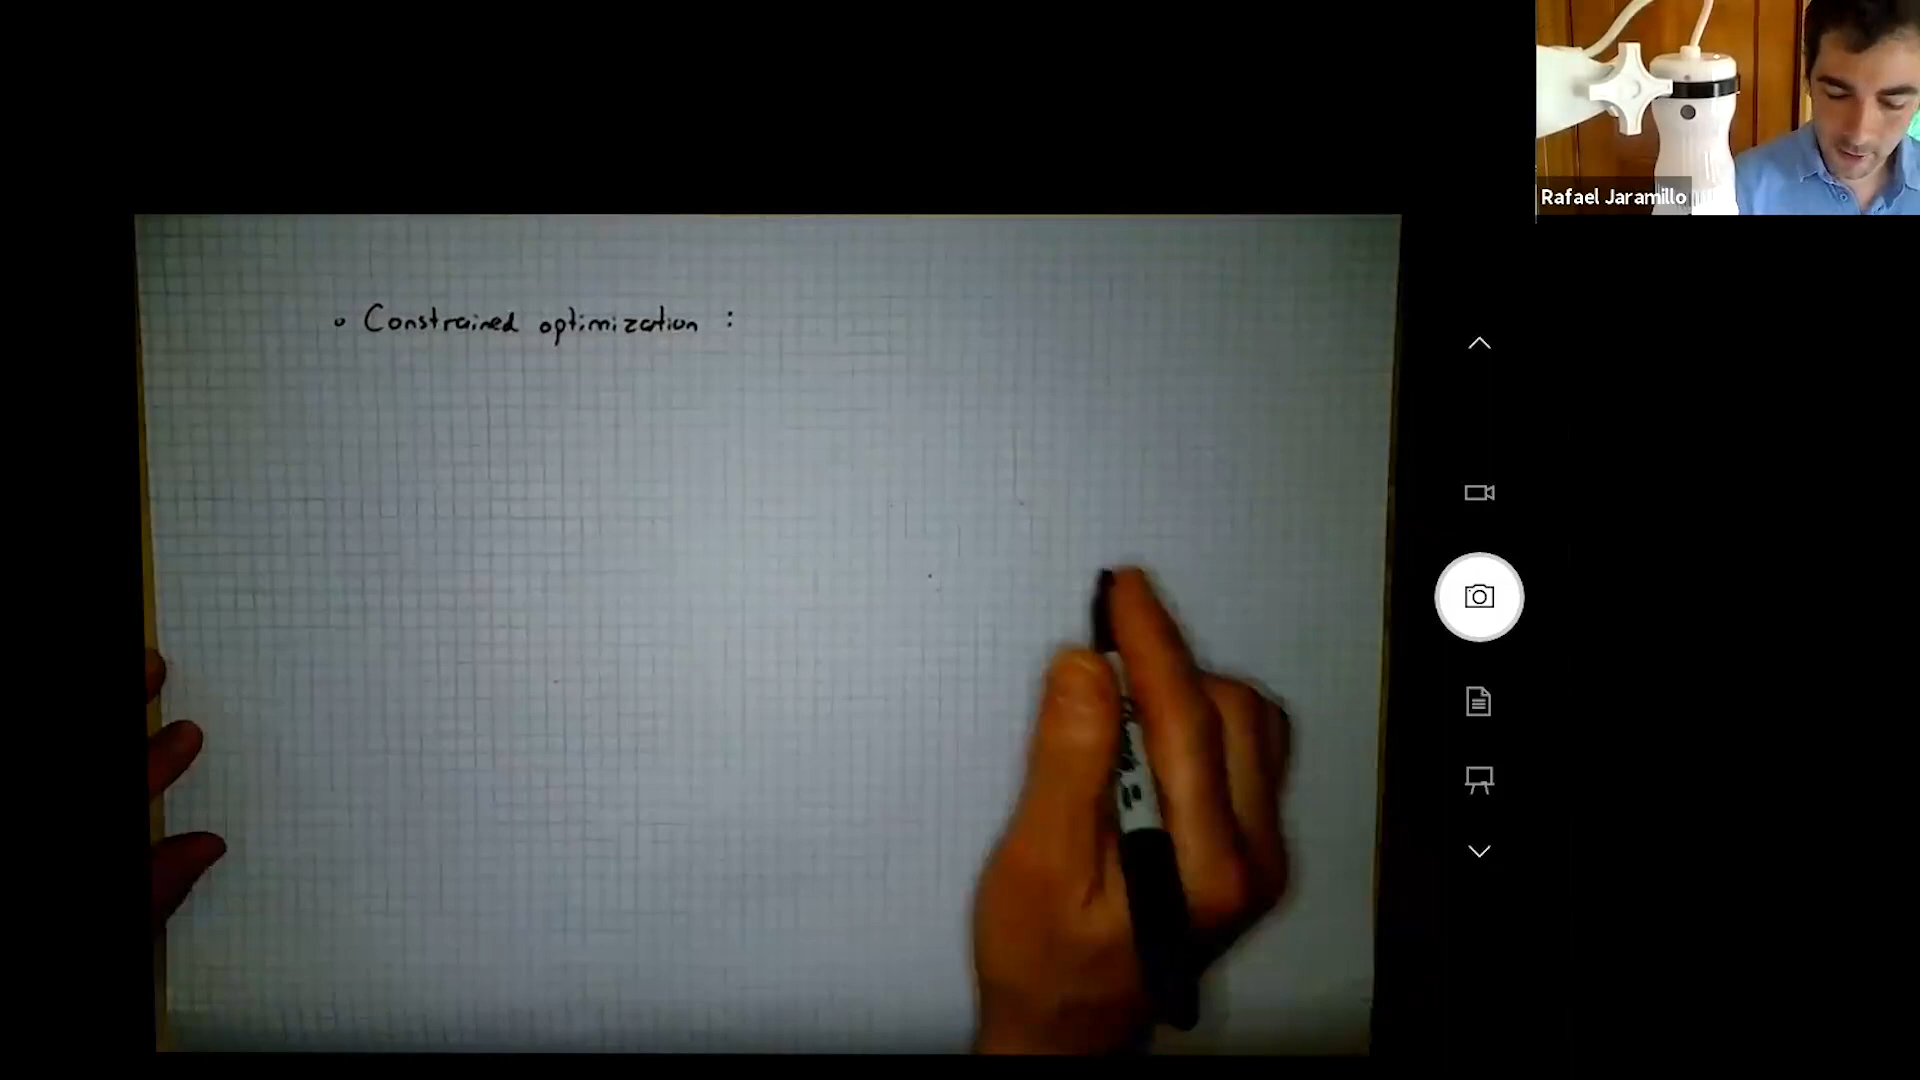 Rafael Jaramillo
◦ Constrained optimization :